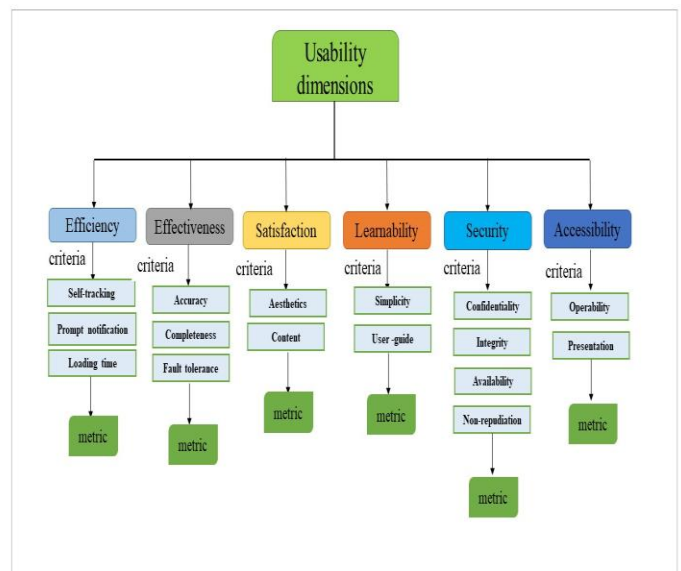 Usability
dimensions
Efficiency
criteria
Self-tracking
Prompt notification
Loading time
metric
Effectiveness
criteria
Accuracy
Completeness
Fault tolerance
metric
Satisfaction
criteria
Aesthetics
Content
metric
Learnability
criteria
Simplicity
User -guide
metric
Security
criteria
Confidentiality
Integrity
Availability
Non-repudiation
metric
Accessibility
criteria
Operability
Presentation
metric